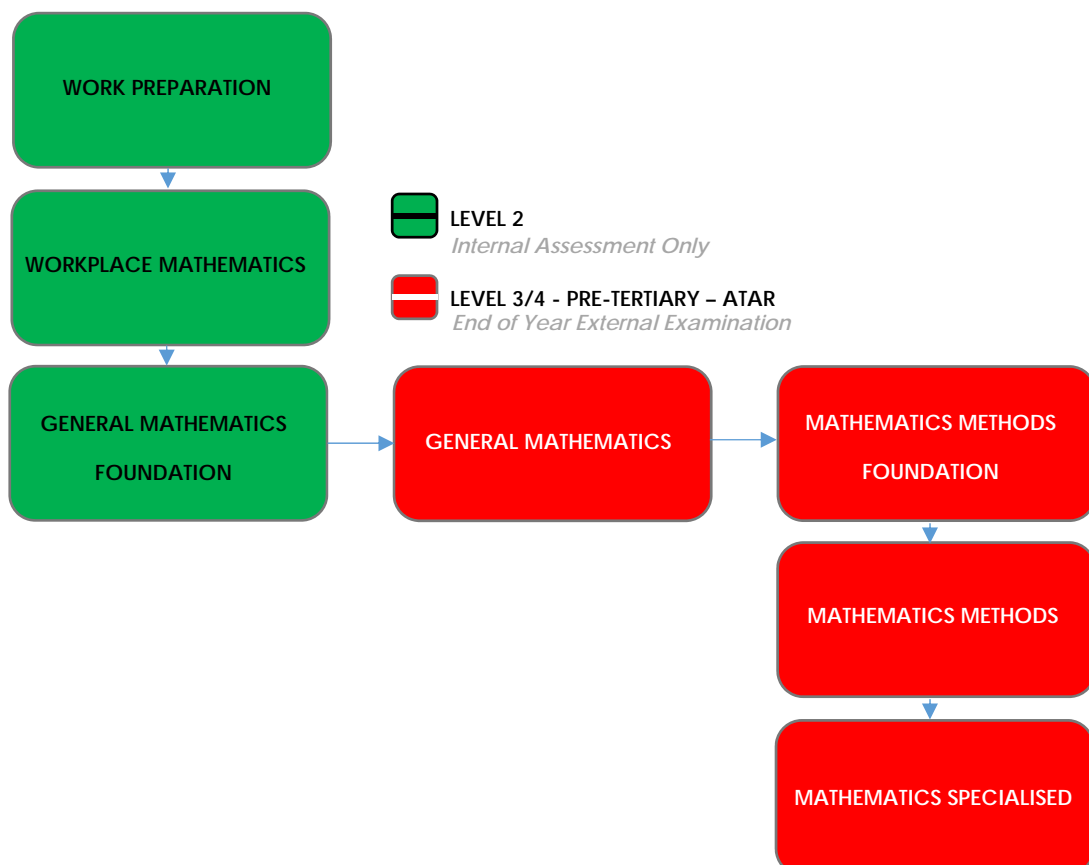 WORK PREPARATION
LEVEL 2
Internal Assessment Only
WORKPLACE MATHEMATICS
LEVEL 3/4 - PRE-TERTIARY – ATAR
End of Year External Examination
GENERAL MATHEMATICS
FOUNDATION
GENERAL MATHEMATICS
MATHEMATICS METHODS
FOUNDATION
MATHEMATICS METHODS
MATHEMATICS SPECIALISED